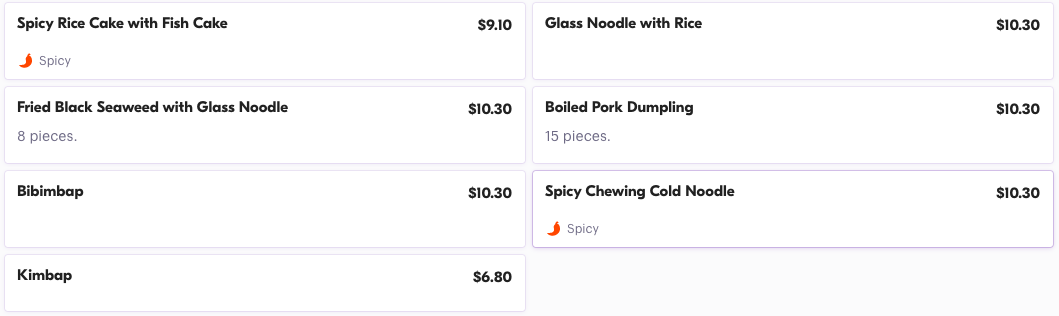 Spicy Rice Cake with Fish Cake $9.10
Spicy
Glass Noodle with Rice $10.30
Fried Black Seaweed with Glass Noodle $10.30
8 pieces.
Boiled Pork Dumpling $10.30
15 pieces.
Bibimbap $10.30
Spicy Chewing Cold Noodle $10.30
Spicy
Kimbap $6.80